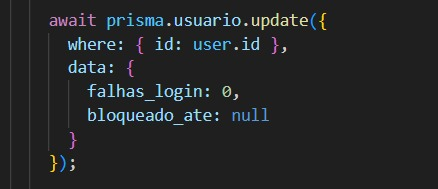 await prisma.usuario.update({
where: { id: user.id },
data: {
falhas_login: 0,
bloqueado_ate: null
}
});